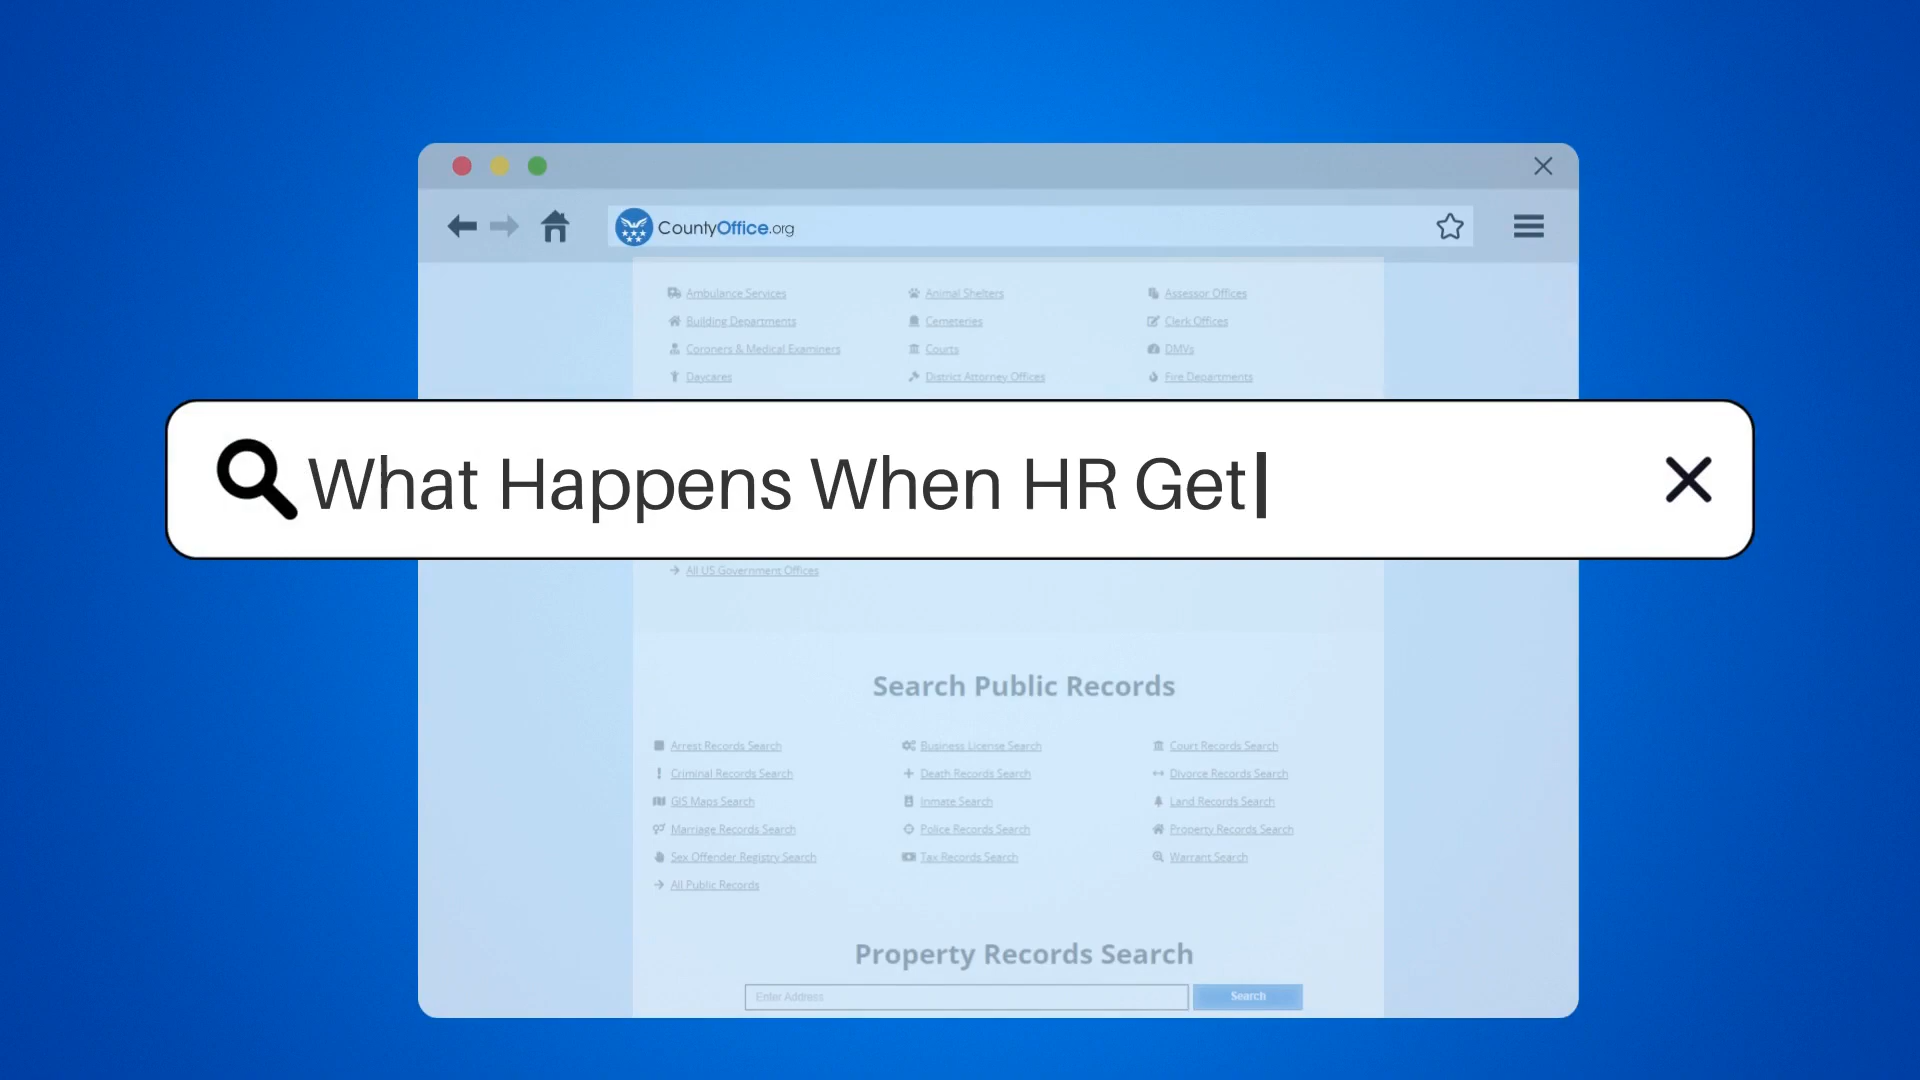 CountyOffice.org
Ambulance Services Animal Shelters Assessor Offices
Building Departments Cemeteries Clerk Offices
Coroners & Medical Examiners Courts DMVs
Daycares District Attorney Offices Fire Departments
What Happens When HR Get
All US Government Offices
Search Public Records
Arrest Records Search Business License Search Court Records Search
Criminal Records Search Death Records Search Divorce Records Search
GIS Maps Search Inmate Search Land Records Search
Marriage Records Search Police Records Search Property Records Search
Sex Offender Registry Search Tax Records Search Warrant Search
All Public Records
Property Records Search
Enter Address Search